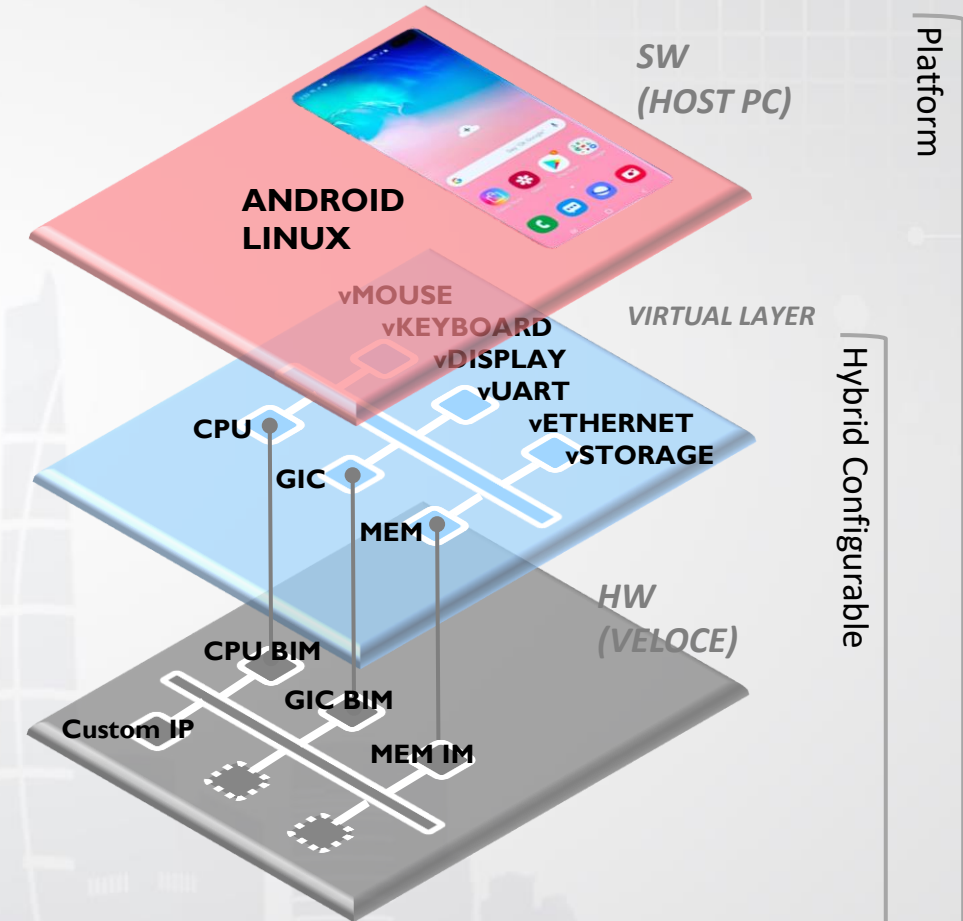 SW
(HOST PC)
Platform
ANDROID
LINUX
vMOUSE
vKEYBOARD
vDISPLAY
vUART
vETHERNET
vSTORAGE
VIRTUAL LAYER
Hybrid Configurable
CPU
GIC
MEM
HW
(VELOCE)
CPU BIM
GIC BIM
Custom IP
MEM IM